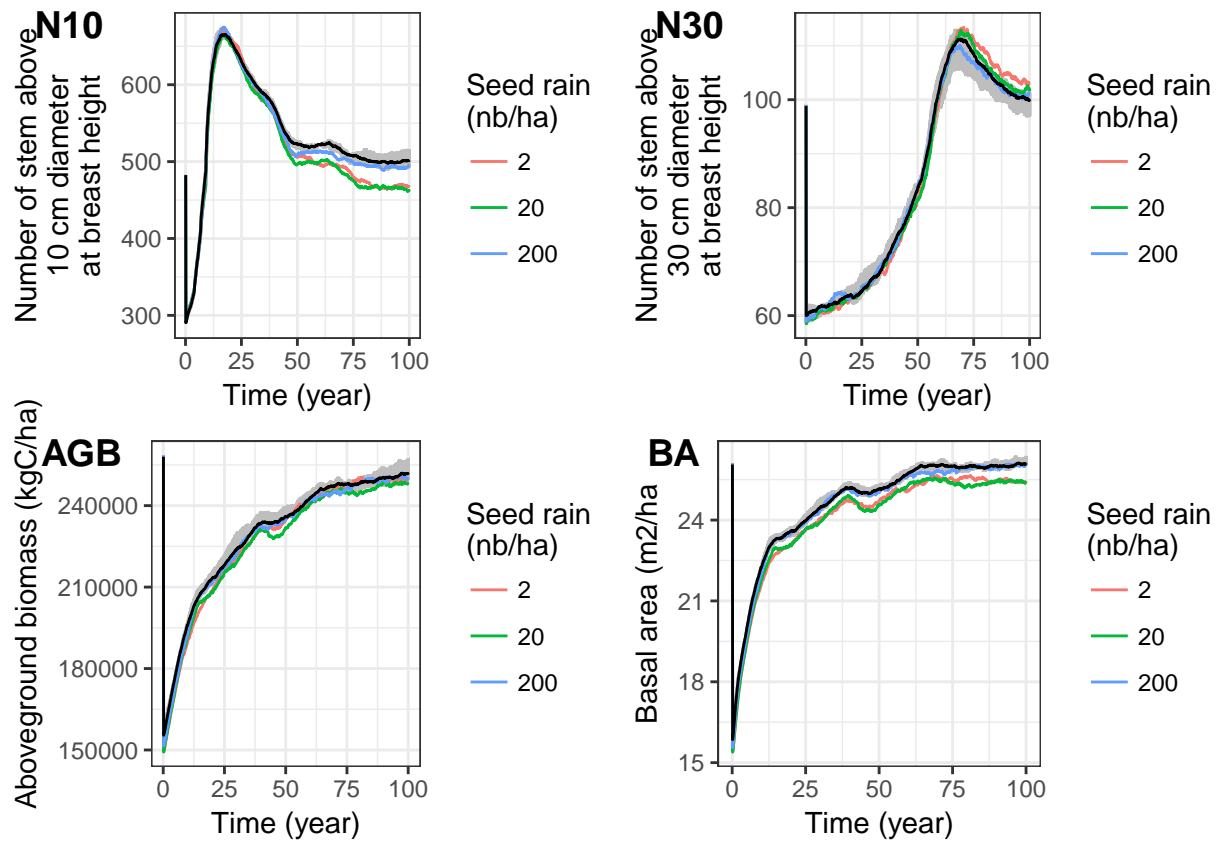 N10
Number of stem above
10 cm diameter
at breast height
600
500
400
300
0 25 50 75 100
Time (year)
Seed rain
(nb/ha)
2
20
200
N30
Number of stem above
30 cm diameter
at breast height
100
80
60
0 25 50 75 100
Time (year)
Seed rain
(nb/ha)
2
20
200
AGB
Aboveground biomass (kgC/ha)
240000
210000
180000
150000
0 25 50 75 100
Time (year)
Seed rain
(nb/ha)
2
20
200
BA
Basal area (m2/ha
24
21
18
15
0 25 50 75 100
Time (year)
Seed rain
(nb/ha)
2
20
200